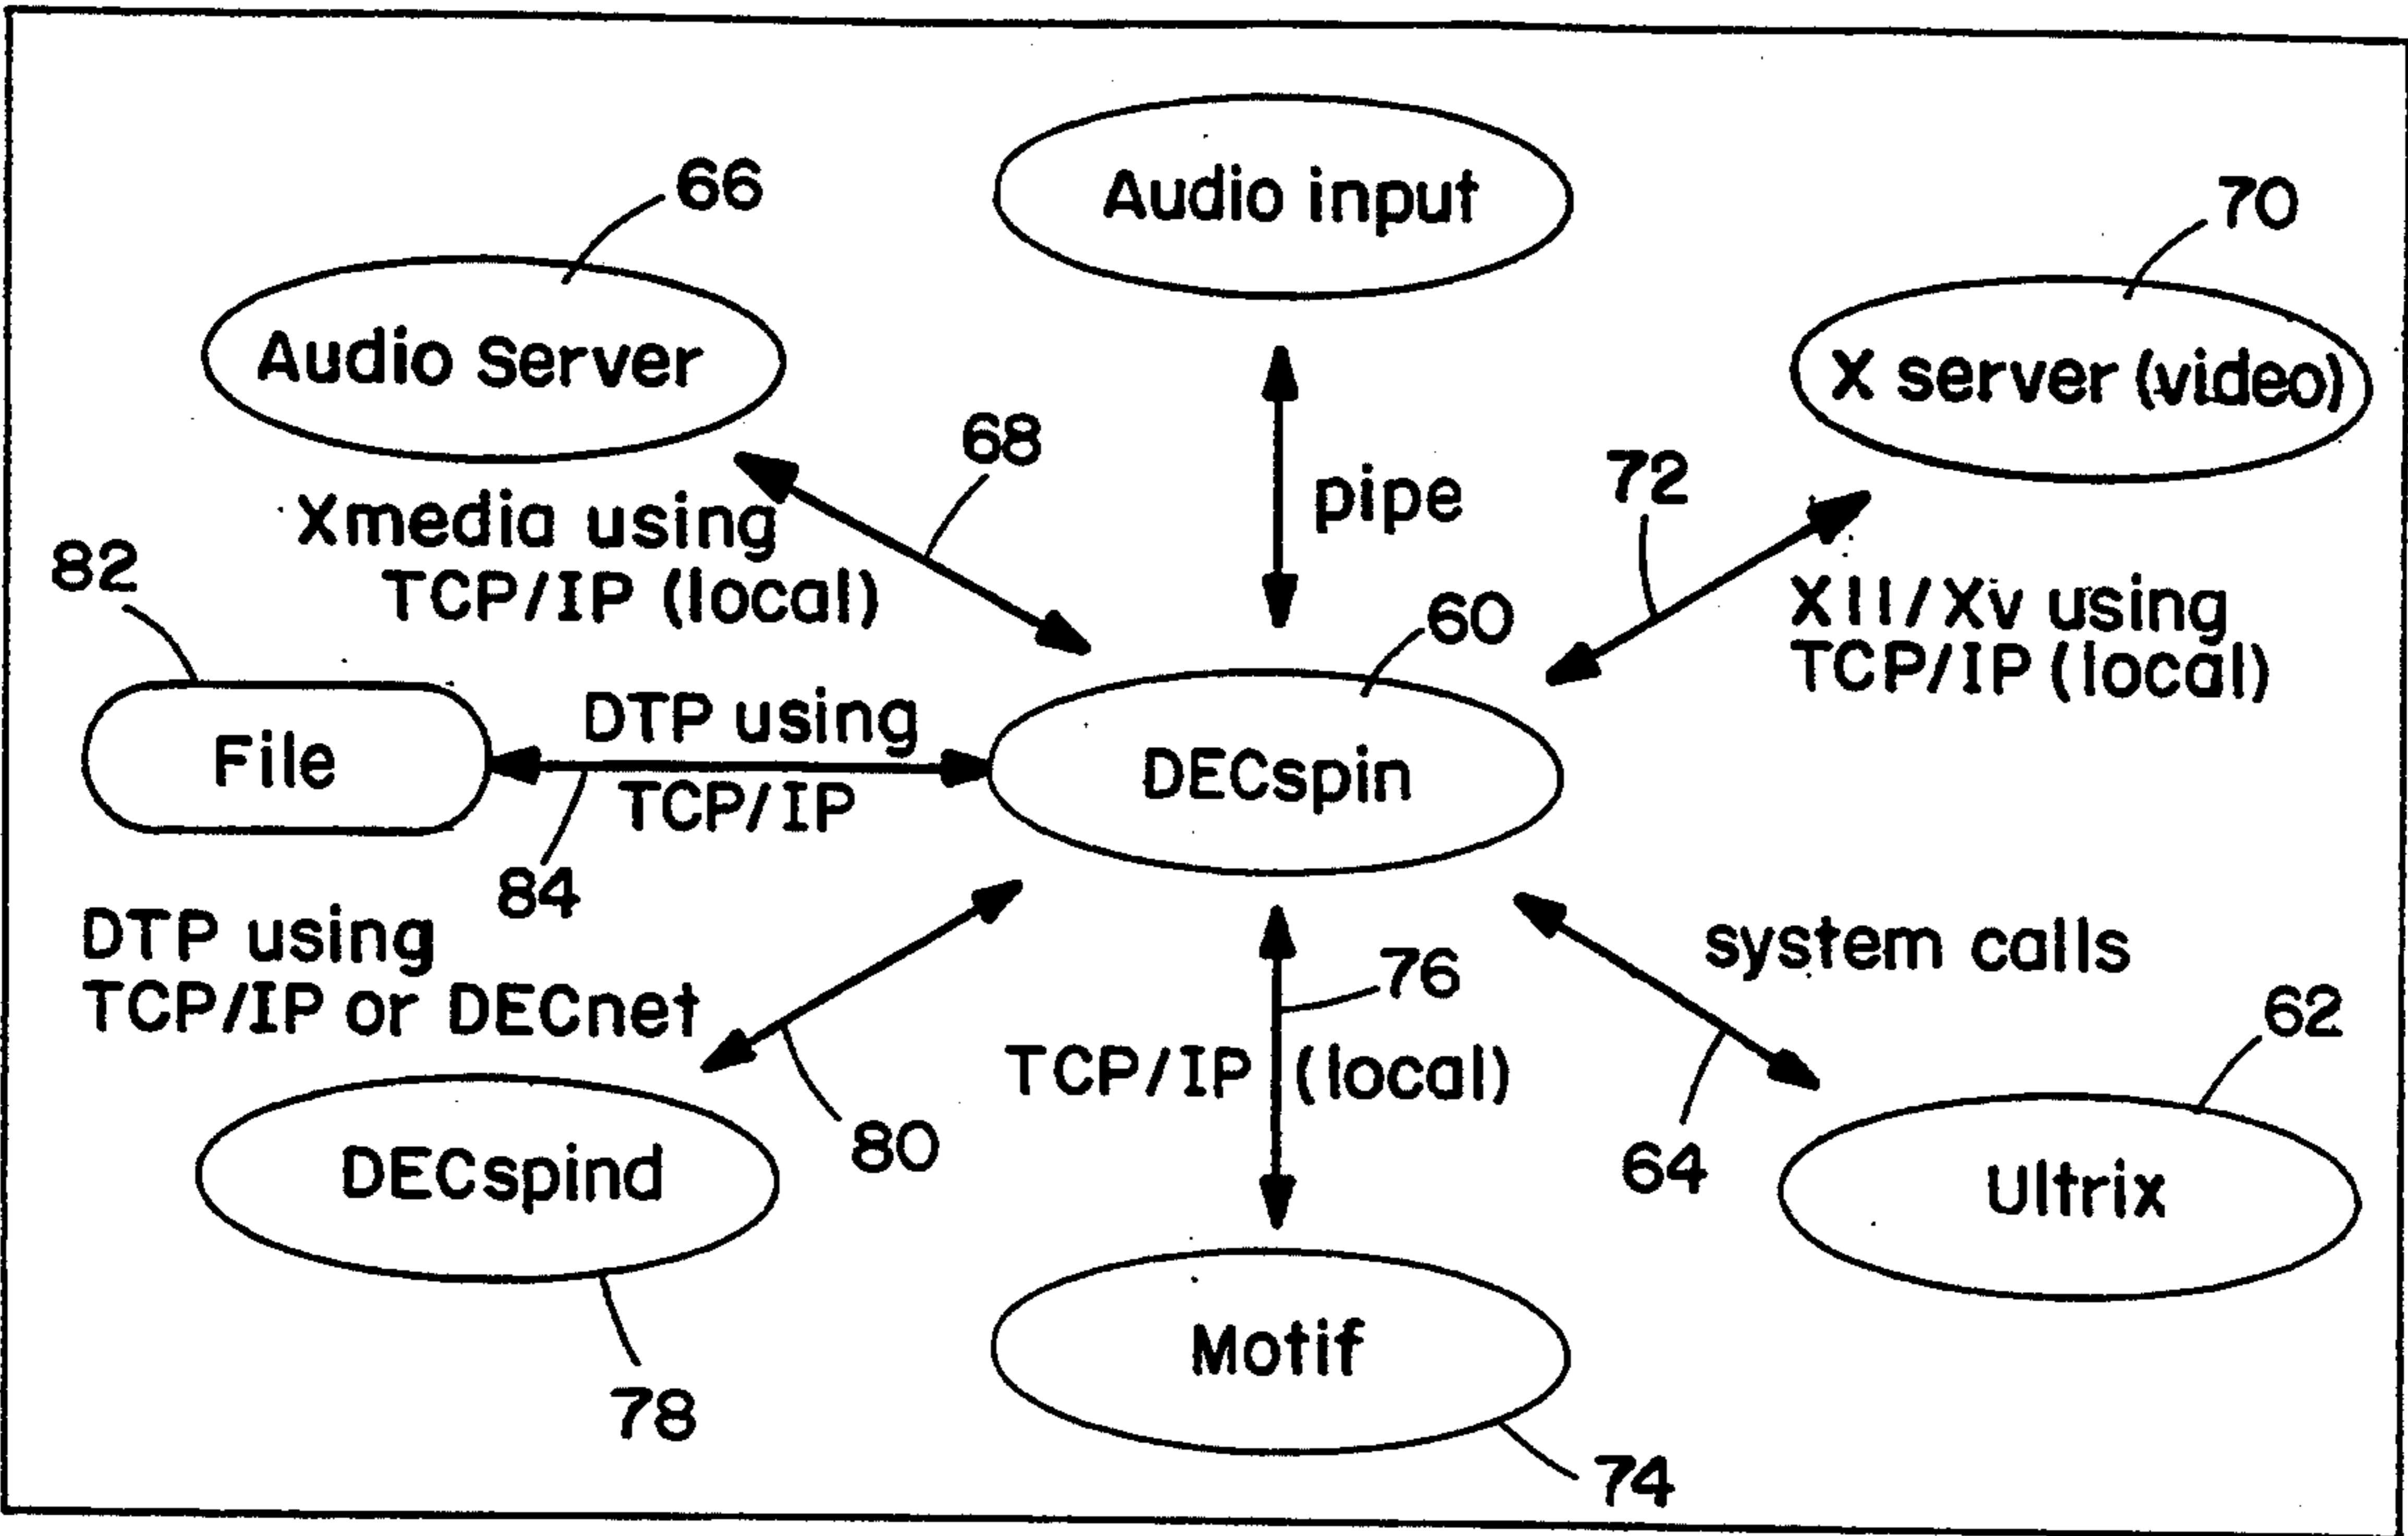 Audio input
66
70
Audio Server
X server (video)
68
pipe
72
Xmedia using
TCP/IP (local)
82
60
X11/Xv using
TCP/IP (local)
File
DTP using
TCP/IP
DECspin
84
DTP using
TCP/IP or DECnet
76
system calls
62
TCP/IP (local)
80
64
DECspind
Ultrix
Motif
78
74